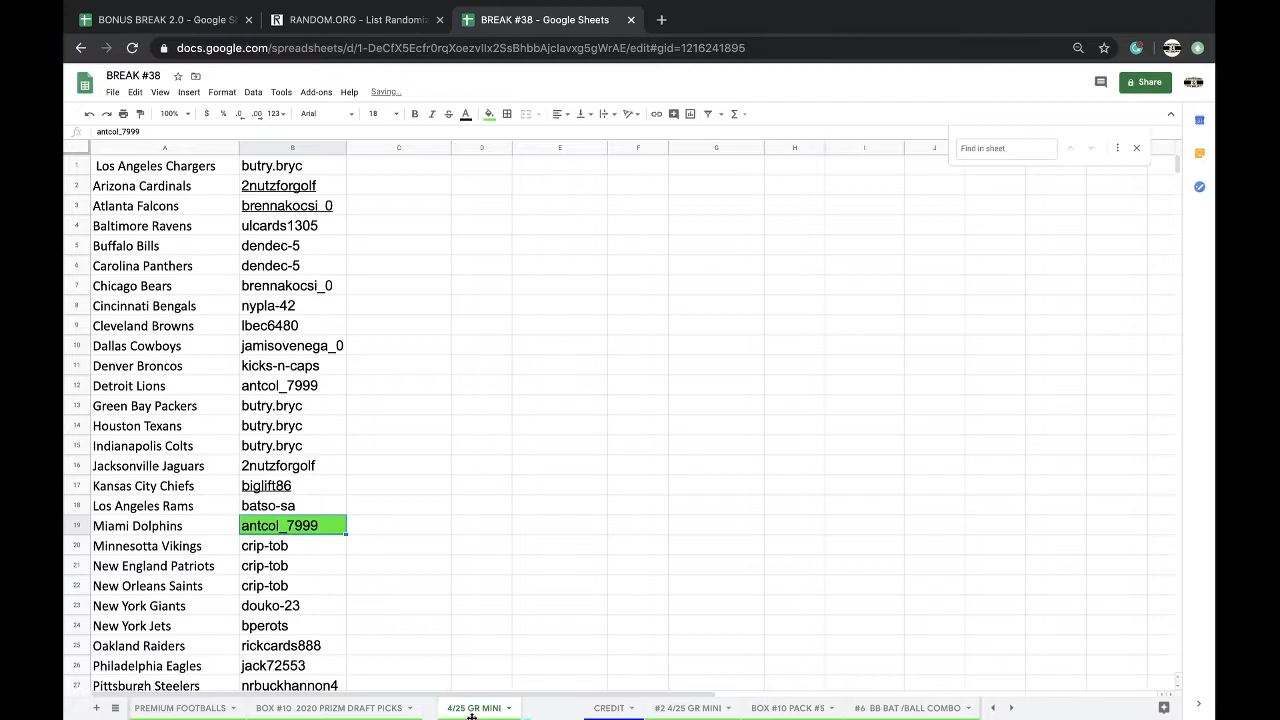 BONUS BREAK 2.0 - Google S
RANDOM.ORG - List Randomiz
BREAK #38 - Google Sheets
docs.google.com/spreadsheets/d/1-DeCfX5Ecfr0rqXoezvIlx2SsBhbbAjclavxg5gWrAE/edit#gid=1216241895
BREAK #38
File Edit View Insert Format Data Tools Add-ons Help Saving...
Share
100% $ % .0 .00 123 Arial 18 B I S A
fx antcol_7999
Find in sheet
A B C D E F G H I J
1 Los Angeles Chargers butry.bryc
2 Arizona Cardinals 2nutzforgolf
3 Atlanta Falcons brennakocsi_0
4 Baltimore Ravens ulcards1305
5 Buffalo Bills dendec-5
6 Carolina Panthers dendec-5
7 Chicago Bears brennakocsi_0
8 Cincinnati Bengals nypla-42
9 Cleveland Browns lbec6480
10 Dallas Cowboys jamisovenega_0
11 Denver Broncos kicks-n-caps
12 Detroit Lions antcol_7999
13 Green Bay Packers butry.bryc
14 Houston Texans butry.bryc
15 Indianapolis Colts butry.bryc
16 Jacksonville Jaguars 2nutzforgolf
17 Kansas City Chiefs biglift86
18 Los Angeles Rams batso-sa
19 Miami Dolphins antcol_7999
20 Minnesotta Vikings crip-tob
21 New England Patriots crip-tob
22 New Orleans Saints crip-tob
23 New York Giants douko-23
24 New York Jets bperots
25 Oakland Raiders rickcards888
26 Philadelphia Eagles jack72553
27 Pittsburgh Steelers nrbuckhannon4
PREMIUM FOOTBALLS BOX #10 2020 PRIZM DRAFT PICKS 4/25 GR MINI CREDIT #2 4/25 GR MINI BOX #10 PACK #5 #6 BB BAT /BALL COMBO